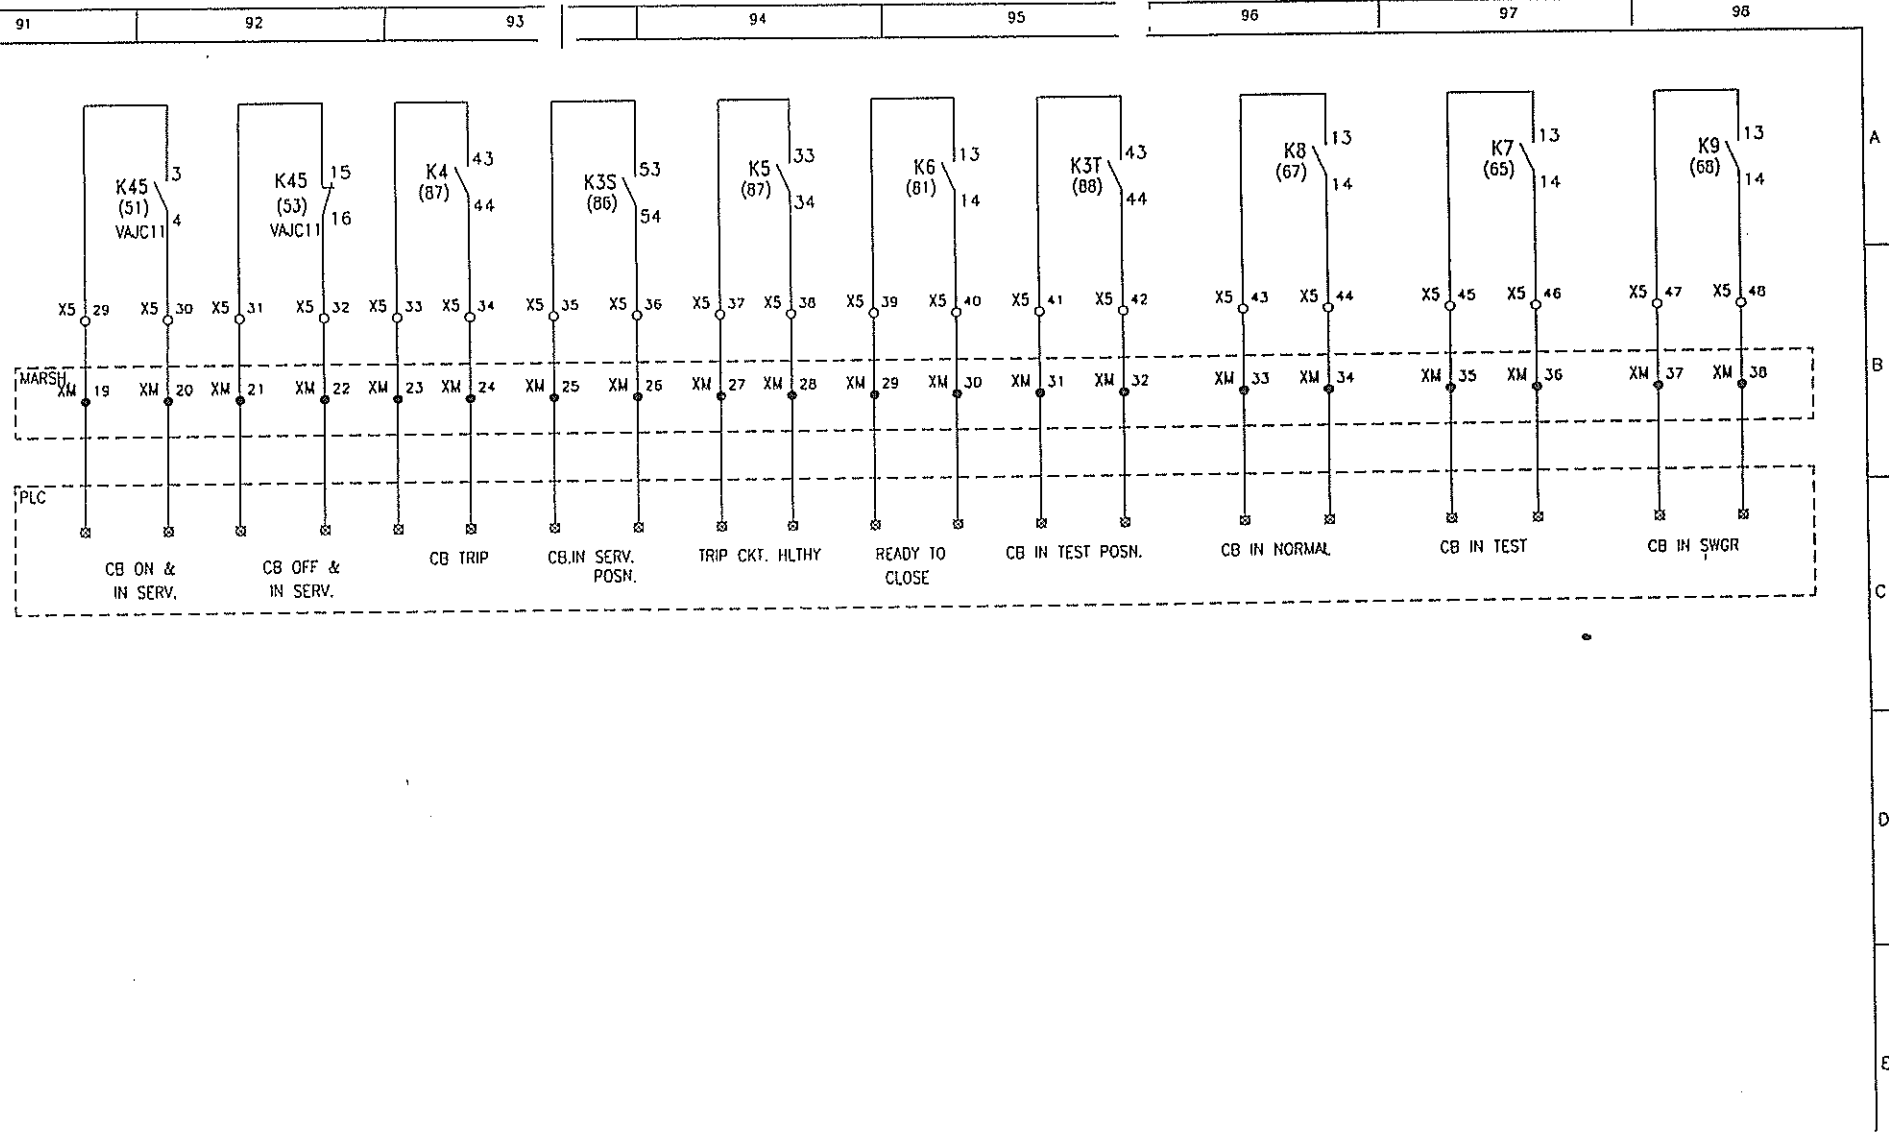 91 92 93 94 95 96 97 98
A
3 15 43 53 33 13 43 13 13 13
K45 K45 K4 K3S K5 K6 K3T K8 K7 K9
(51) (53) (87) (86) (87) (81) (88) (67) (65) (68)
VAJC11 VAJC11
4 16 44 54 34 14 44 14 14 14
X5 29 X5 30 X5 31 X5 32 X5 33 X5 34 X5 35 X5 36 X5 37 X5 38 X5 39 X5 40 X5 41 X5 42 X5 43 X5 44 X5 45 X5 46 X5 47 X5 48
B
MARSH
XM 19 XM 20 XM 21 XM 22 XM 23 XM 24 XM 25 XM 26 XM 27 XM 28 XM 29 XM 30 XM 31 XM 32 XM 33 XM 34 XM 35 XM 36 XM 37 XM 38
PLC
CB ON &
IN SERV.
CB OFF &
IN SERV.
CB TRIP
CB.IN SERV.
POSN.
TRIP CKT. HLTHY
READY TO
CLOSE
CB IN TEST POSN.
CB IN NORMAL
CB IN TEST
CB IN SWGR
C
D
E